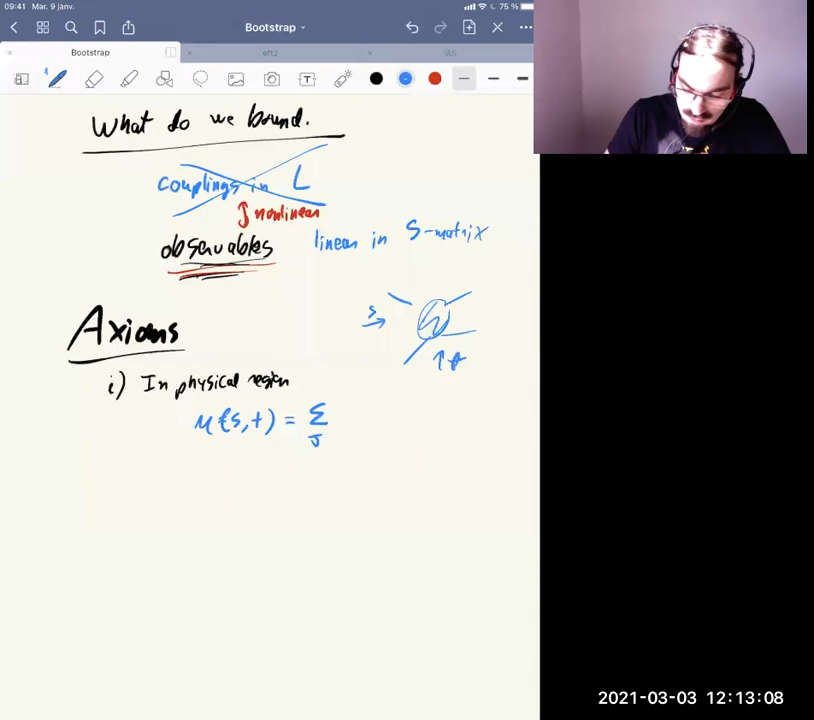 09:41 Mar. 9 janv.
75 %
Bootstrap
Bootstrap
eft2
What do we bound.
couplings in L
nonlinear
observables linear in S-matrix
Axioms
s
t
i) In physical region
M(s,t) = Σ
J
2021-03-03 12:13:08